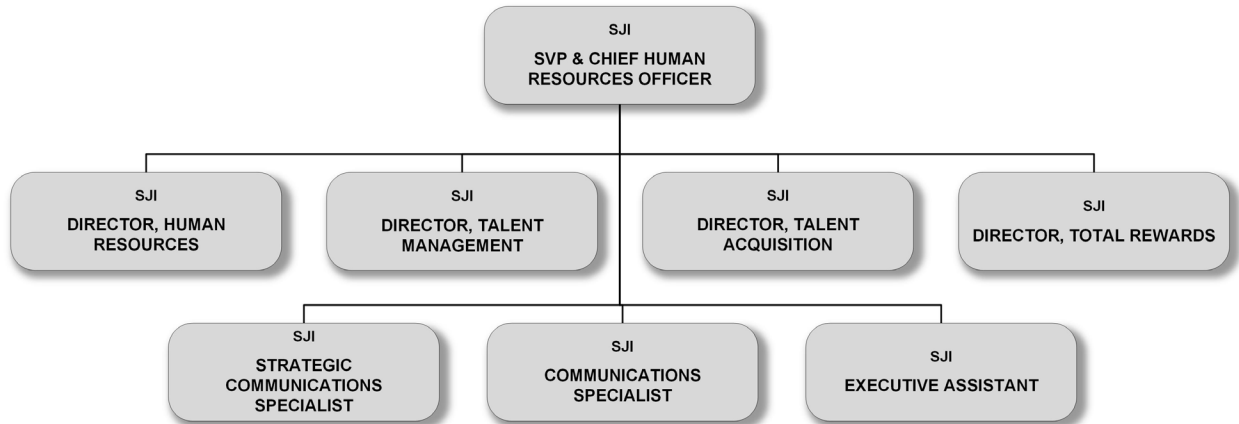 SJI
SVP & CHIEF HUMAN
RESOURCES OFFICER
SJI
DIRECTOR, HUMAN
RESOURCES
SJI
DIRECTOR, TALENT
MANAGEMENT
SJI
DIRECTOR, TALENT
ACQUISITION
SJI
DIRECTOR, TOTAL REWARDS
SJI
STRATEGIC
COMMUNICATIONS
SPECIALIST
SJI
COMMUNICATIONS
SPECIALIST
SJI
EXECUTIVE ASSISTANT